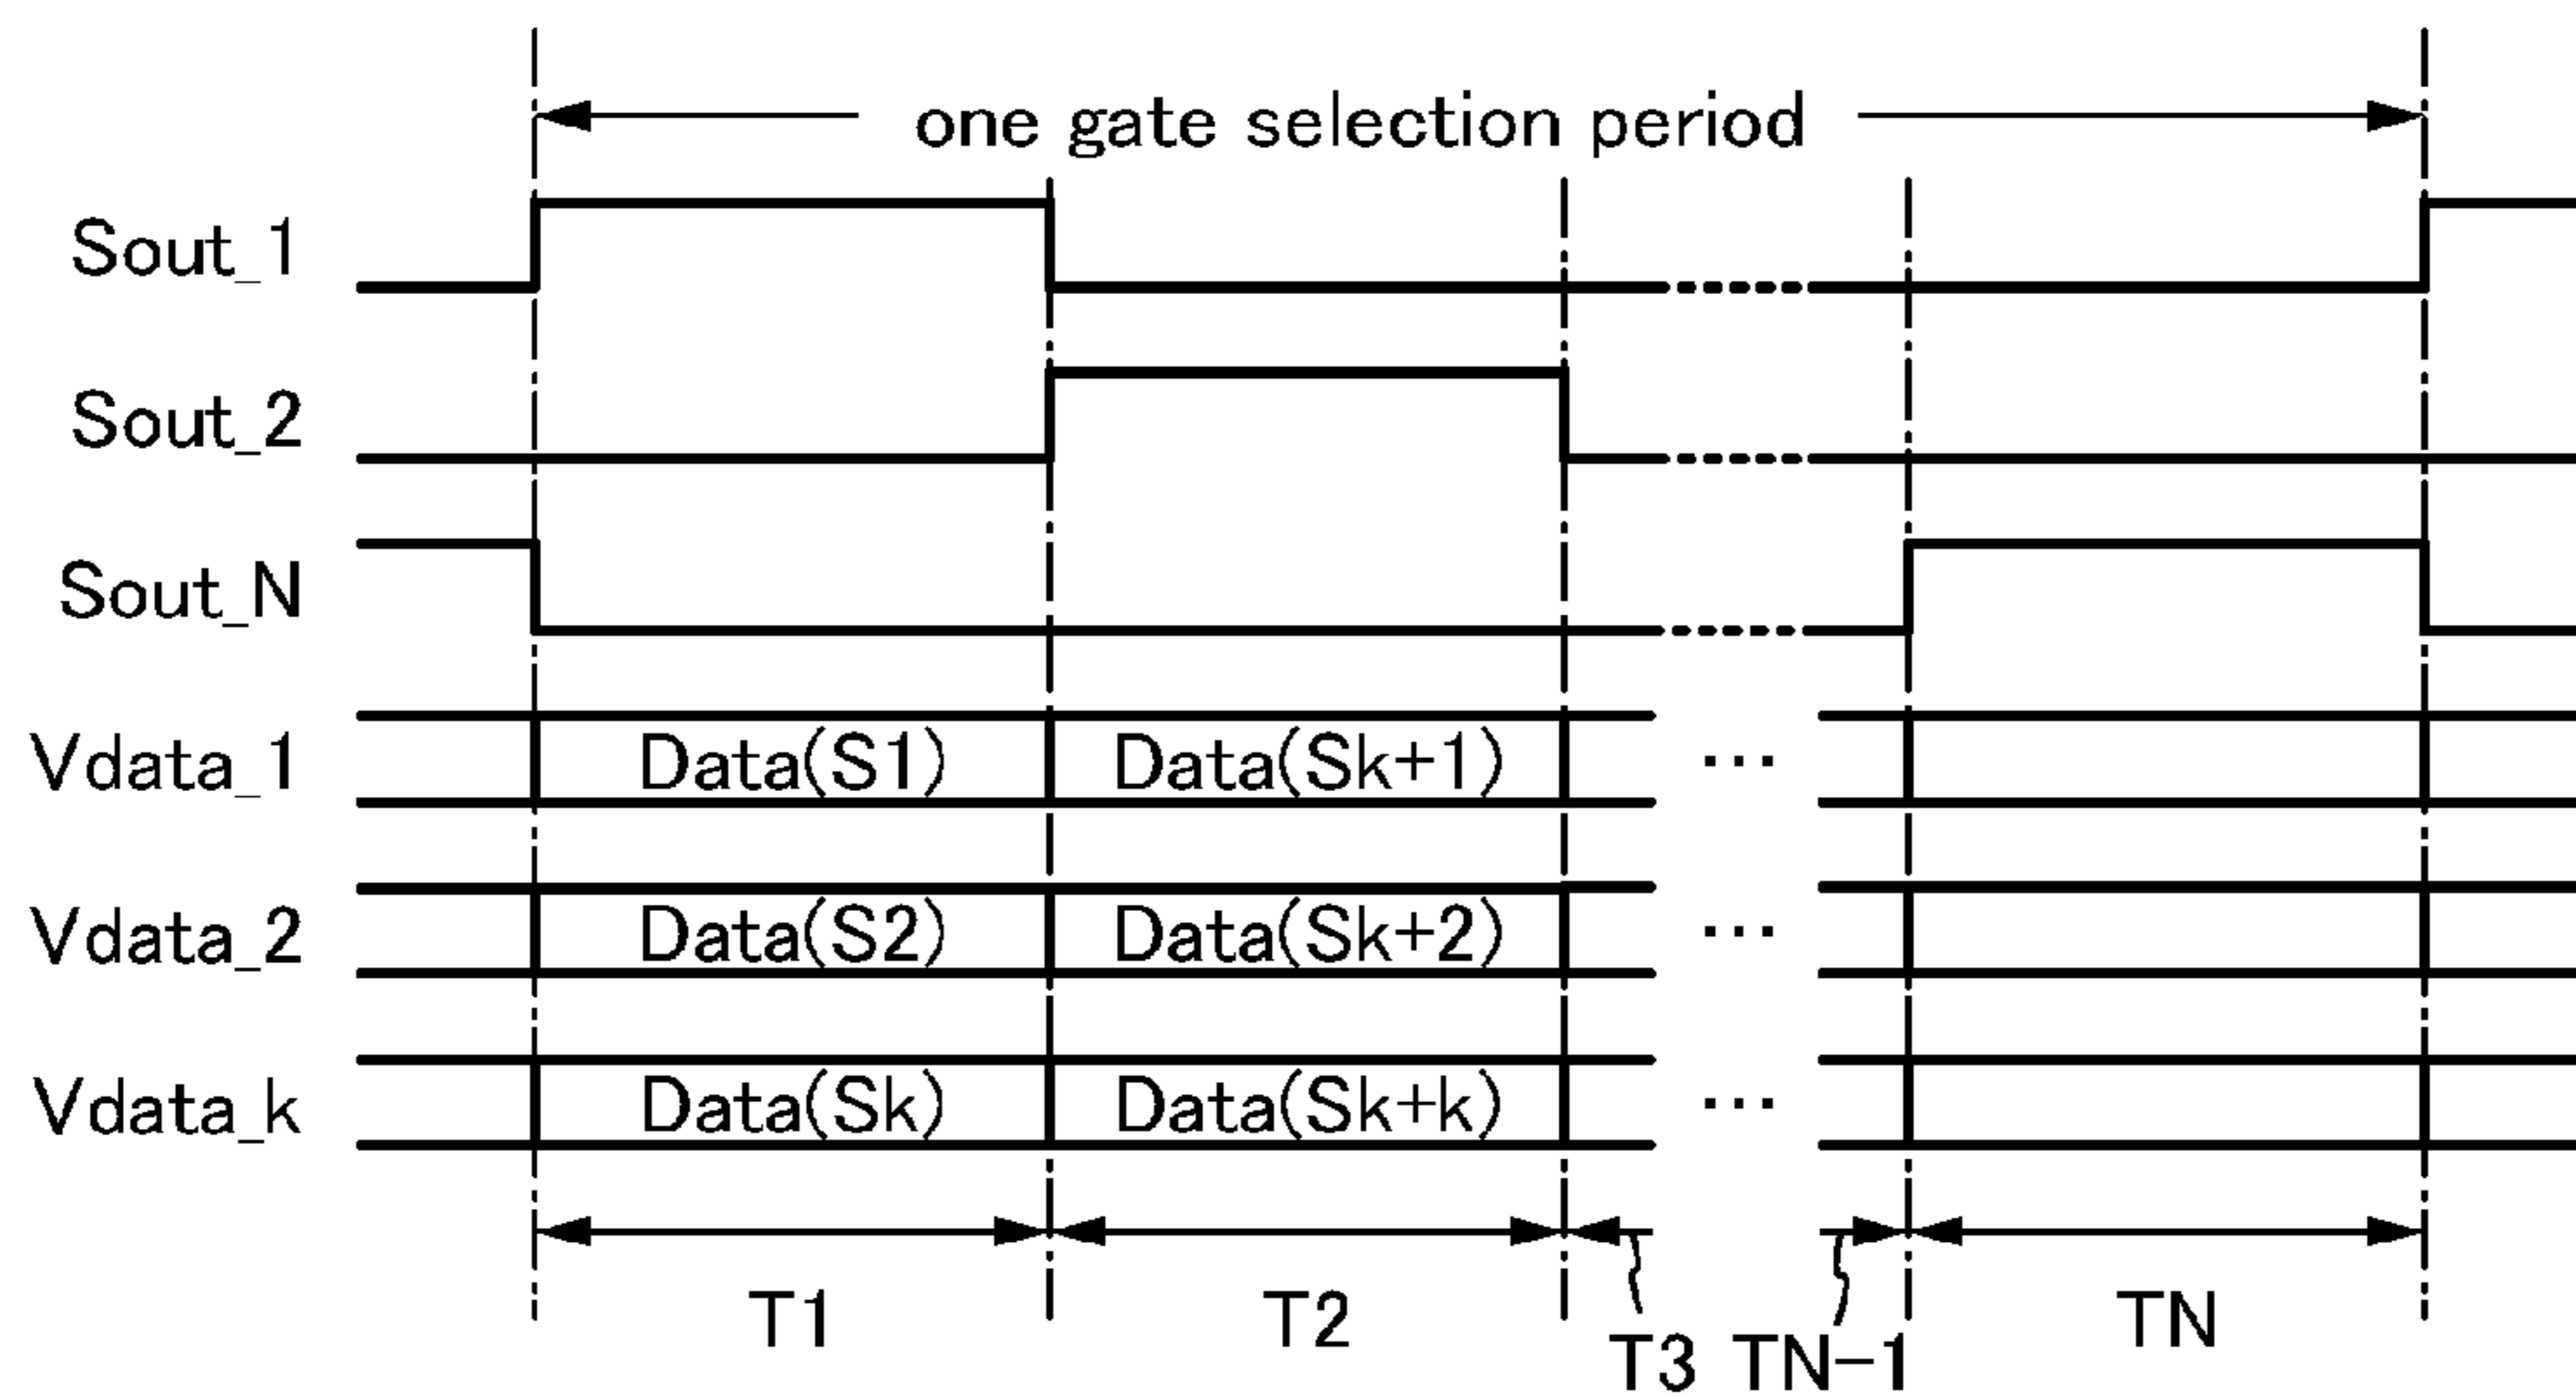 one gate selection period
Sout_1
Sout_2
Sout_N
Vdata_1 Data(S1) Data(Sk+1) ...
Vdata_2 Data(S2) Data(Sk+2) ...
Vdata_k Data(Sk) Data(Sk+k) ...
T1 T2 T3 TN-1 TN